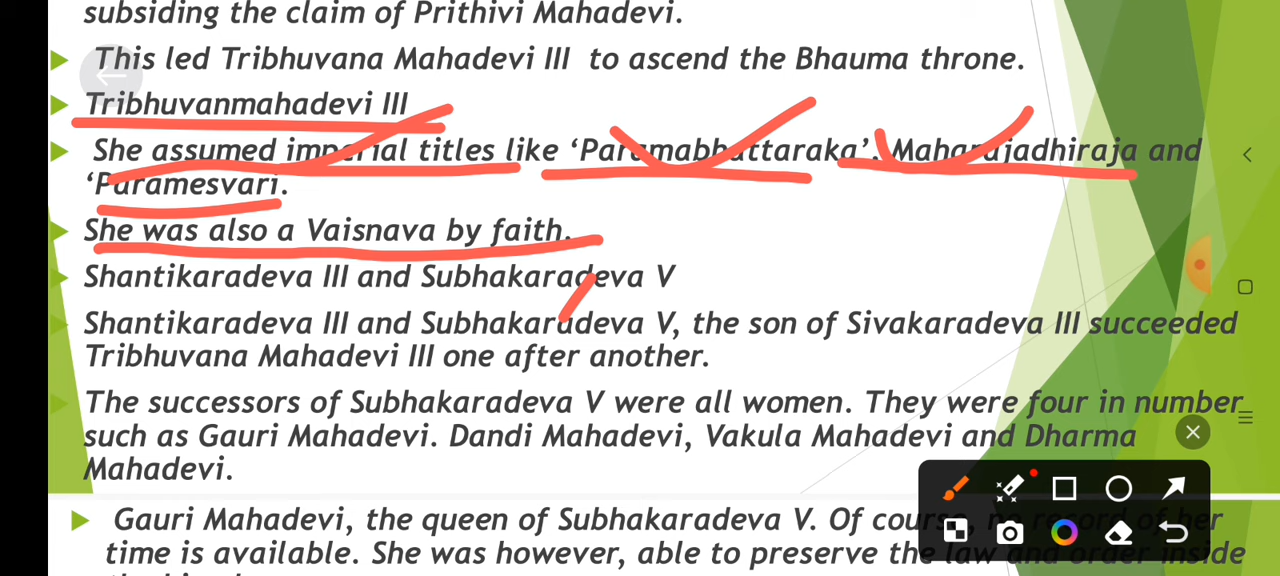 subsiding the claim of Prithivi Mahadevi.
This led Tribhuvana Mahadevi III to ascend the Bhauma throne.
Tribhuvanmahadevi III
She assumed imperial titles like ‘Paramabhattaraka’, Maharajadhiraja and
‘Paramesvari.
She was also a Vaisnava by faith.
Shantikaradeva III and Subhakaradeva V
Shantikaradeva III and Subhakaradeva V, the son of Sivakaradeva III succeeded
Tribhuvana Mahadevi III one after another.
The successors of Subhakaradeva V were all women. They were four in number
such as Gauri Mahadevi. Dandi Mahadevi, Vakula Mahadevi and Dharma
Mahadevi.
Gauri Mahadevi, the queen of Subhakaradeva V. Of course, no record of her
time is available. She was however, able to preserve the law and order inside